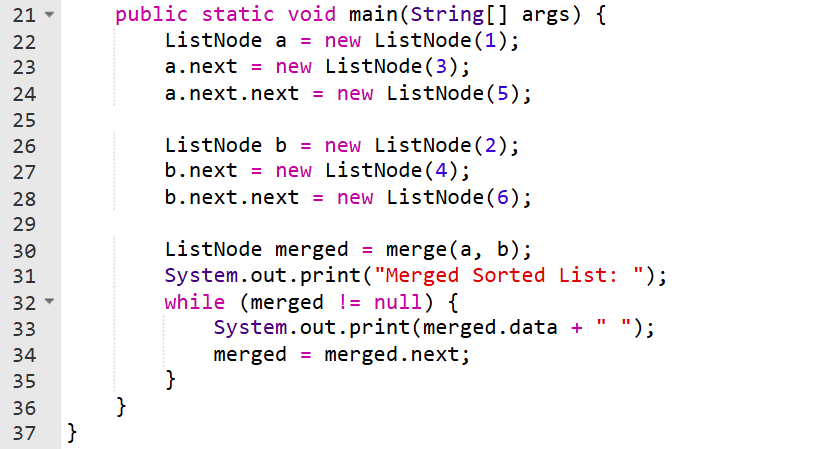 21 public static void main(String[] args) {
22 ListNode a = new ListNode(1);
23 a.next = new ListNode(3);
24 a.next.next = new ListNode(5);
25
26 ListNode b = new ListNode(2);
27 b.next = new ListNode(4);
28 b.next.next = new ListNode(6);
29
30 ListNode merged = merge(a, b);
31 System.out.print("Merged Sorted List: ");
32 while (merged != null) {
33 System.out.print(merged.data + " ");
34 merged = merged.next;
35 }
36 }
37 }